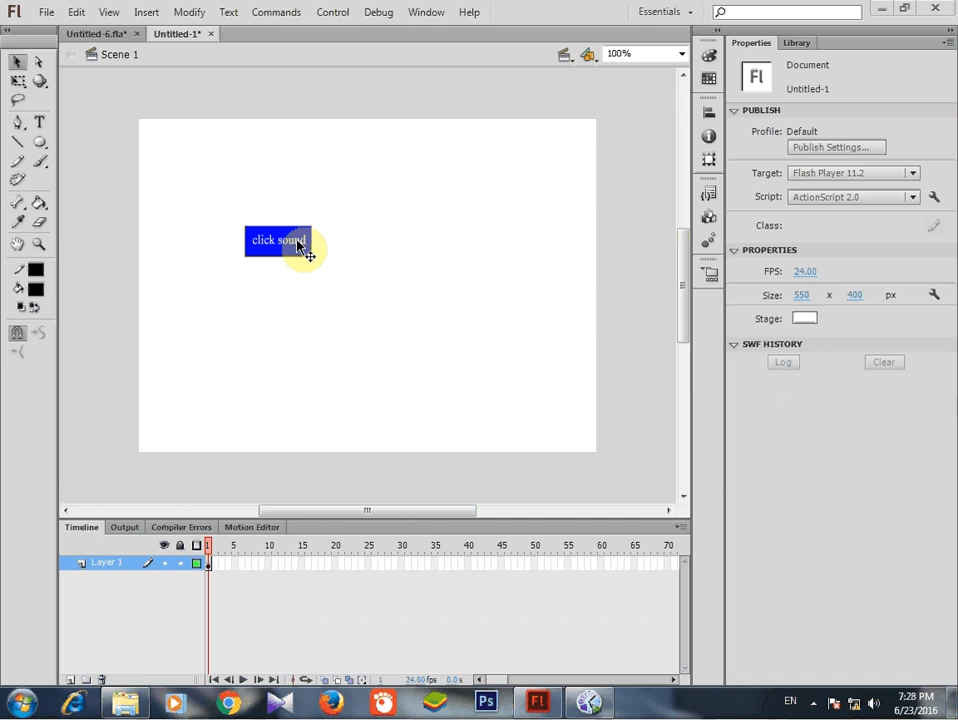 Fl File Edit View Insert Modify Text Commands Control Debug Window Help Essentials
Untitled-6.fla* × Untitled-1* ×
Scene 1 100%
click sound
Properties Library
Fl Document
Untitled-1
PUBLISH
Profile: Default
Publish Settings...
Target: Flash Player 11.2
Script: ActionScript 2.0
Class:
PROPERTIES
FPS: 24.00
Size: 550 x 400 px
Stage:
SWF HISTORY
Log Clear
Timeline Output Compiler Errors Motion Editor
1 5 10 15 20 25 30 35 40 45 50 55 60 65 70
Layer 1
1 24.00 fps 0.0 s
Ps Fl EN 7:28 PM
6/23/2016